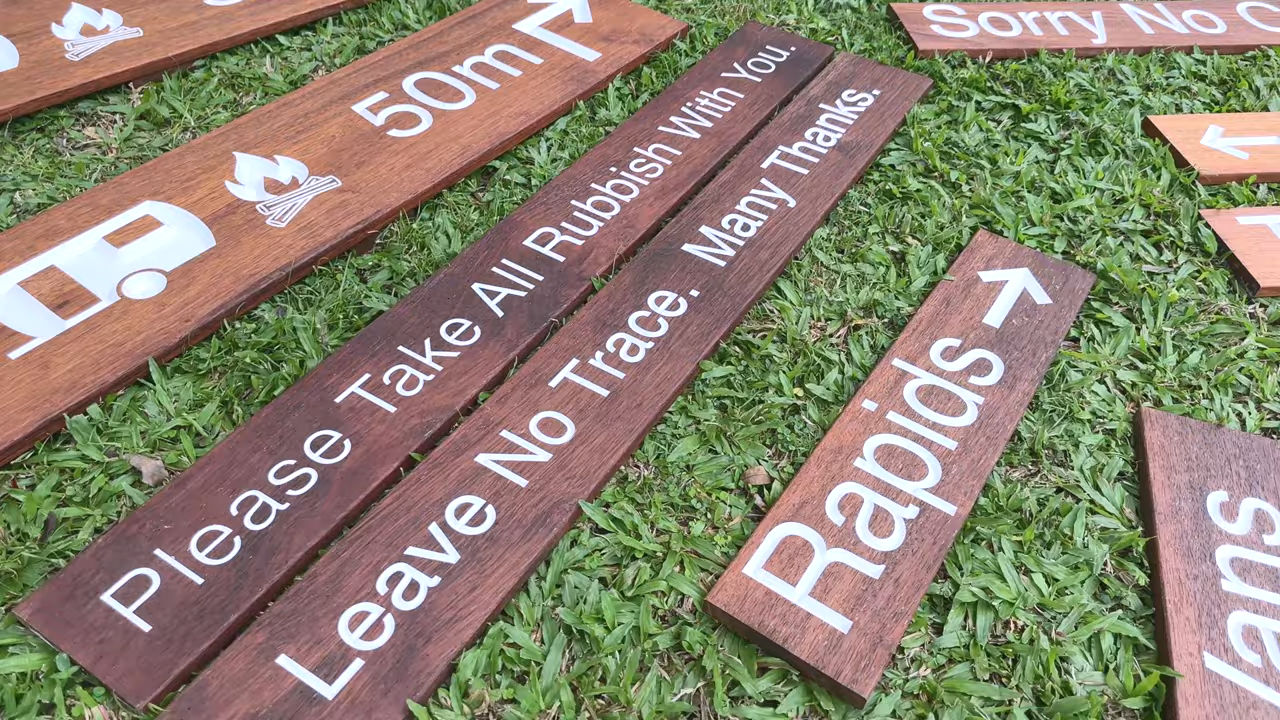 50m
Please Take All Rubbish With You.
Leave No Trace. Many Thanks.
Rapids
Sorry No